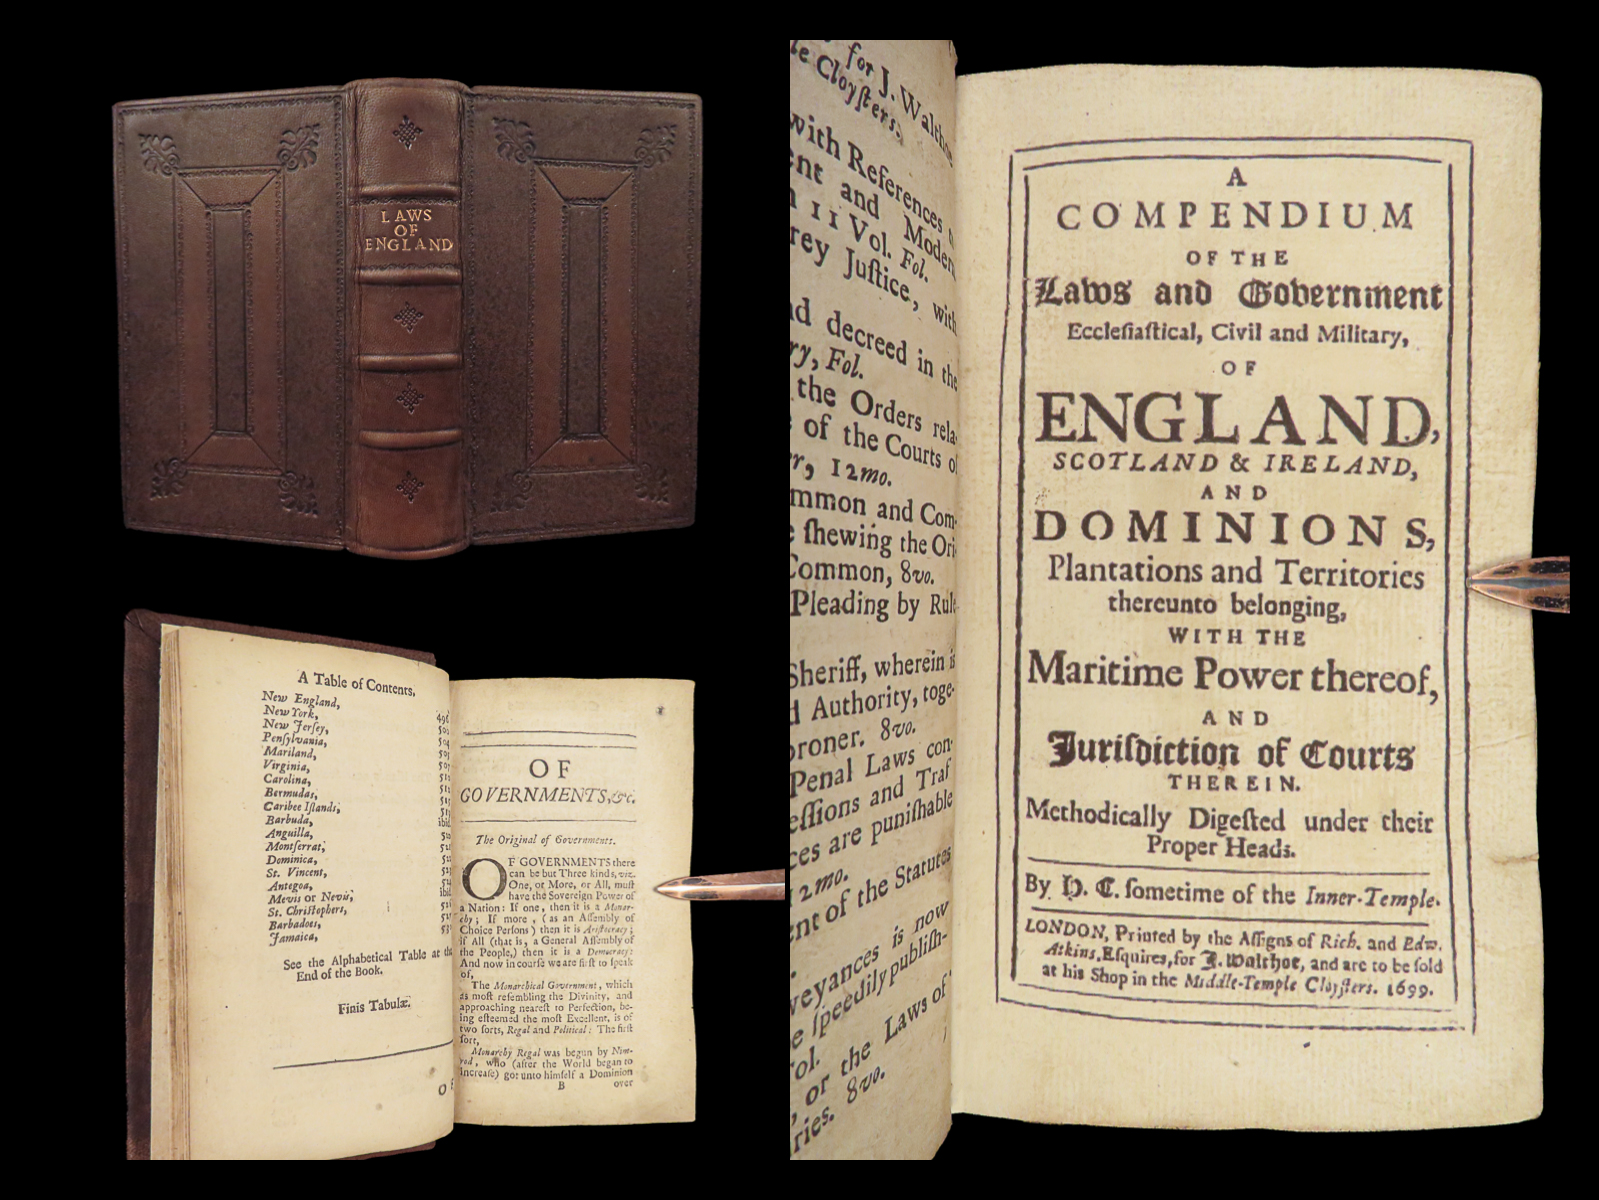 LAWS
OF
ENGLAND
A Table of Contents,
New England,
New York,
New Jerſey,
Penſylvania,
Mariland,
Virginia,
Carolina,
Bermudas,
Caribee Iſlands,
Barbuda,
Anguilla,
Montſerrat,
Dominica,
St. Vincent,
Antegoa,
Mevis or Nevis,
St. Chriſtophers,
Barbadoes,
Jamaica,
See the Alphabetical Table at the
End of the Book.
Finis Tabulæ.
OF
GOVERNMENTS, &c.
The Original of Governments.
OF GOVERNMENTS there
can be but Three kinds, viz.
One, or More, or All, muſt
have the Sovereign Power of
a Nation: If one, then it is a Monar-
chy; If more, (as an Aſſembly of
Choice Perſons) then it is Ariſtocracy;
if All (that is, a General Aſſembly of
the People,) then it is a Democracy:
And now in courſe we are firſt to ſpeak
of,
The Monarchical Government, which
as moſt reſembling the Divinity, and
approaching neareſt to Perfection, be-
ing eſteemed the moſt Excellent, is of
two ſorts, Regal and Political: The firſt
ſort,
Monarchy Regal was begun by Nim-
rod, who (after the World began to
Increaſe) got unto himſelf a Dominion
B over
for J. Waltho
le Cloyſters.
with References
ent and Modern
11 Vol. Fol.
rey Juſtice, with
nd decreed in the
ry, Fol.
the Orders rela-
of the Courts of
rr, 12mo.
mmon and Com-
e ſhewing the Ori-
Common, 8vo.
Pleading by Rule
Sheriff, wherein is
d Authority, toge-
oroner. 8vo.
Penal Laws con-
eſſions and Traf
ces are puniſhable
12mo.
ent of the Statutes
veyances is now
e ſpeedily publiſh-
ol.
or the Laws of
ries. 8vo.
A
COMPENDIUM
OF THE
Laws and Government
Eccleſiaſtical, Civil and Military,
OF
ENGLAND,
SCOTLAND & IRELAND,
AND
DOMINIONS,
Plantations and Territories
thereunto belonging,
WITH THE
Maritime Power thereof,
AND
Juriſdiction of Courts
THEREIN.
Methodically Digeſted under their
Proper Heads.
By H. C. ſometime of the Inner-Temple.
LONDON, Printed by the Aſſigns of Rich. and Edw.
Atkins, Eſquires, for J. Walthoe, and are to be ſold
at his Shop in the Middle-Temple Cloyſters. 1699.